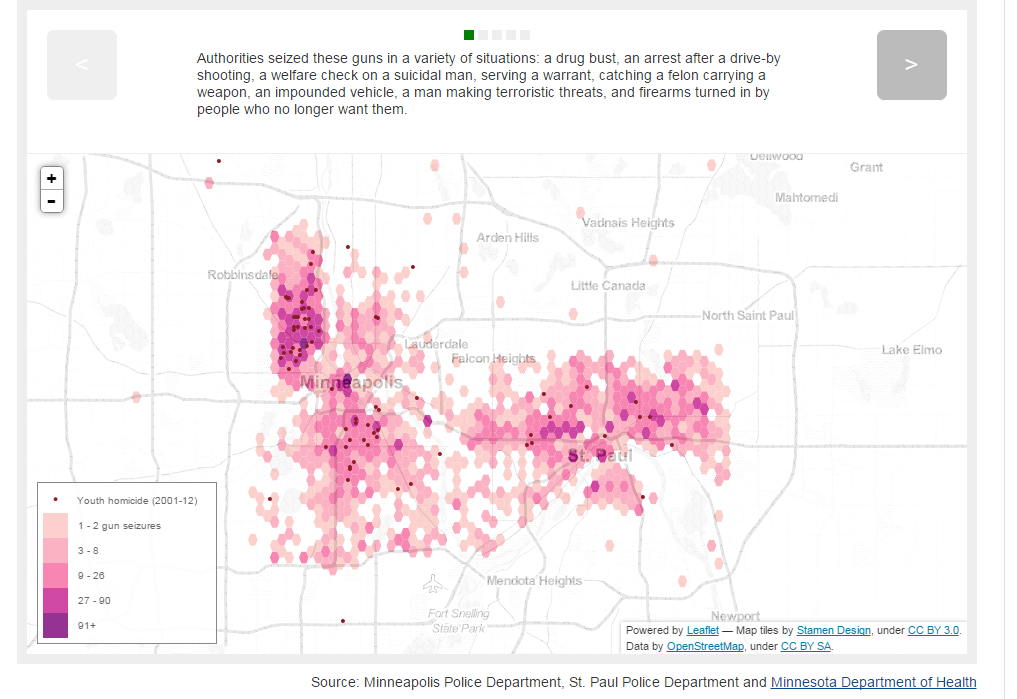 <
>
Authorities seized these guns in a variety of situations: a drug bust, an arrest after a drive-by
shooting, a welfare check on a suicidal man, serving a warrant, catching a felon carrying a
weapon, an impounded vehicle, a man making terroristic threats, and firearms turned in by
people who no longer want them.
+
-
Dellwood
Grant
Mahtomedi
Vadnais Heights
Arden Hills
Robbinsdale
Little Canada
North Saint Paul
Lauderdale
Falcon Heights
Lake Elmo
Minneapolis
St. Paul
Mendota Heights
Fort Snelling
State Park
Newport
Youth homicide (2001-12)
1 - 2 gun seizures
3 - 8
9 - 26
27 - 90
91+
Powered by Leaflet — Map tiles by Stamen Design, under CC BY 3.0.
Data by OpenStreetMap, under CC BY SA.
Source: Minneapolis Police Department, St. Paul Police Department and Minnesota Department of Health